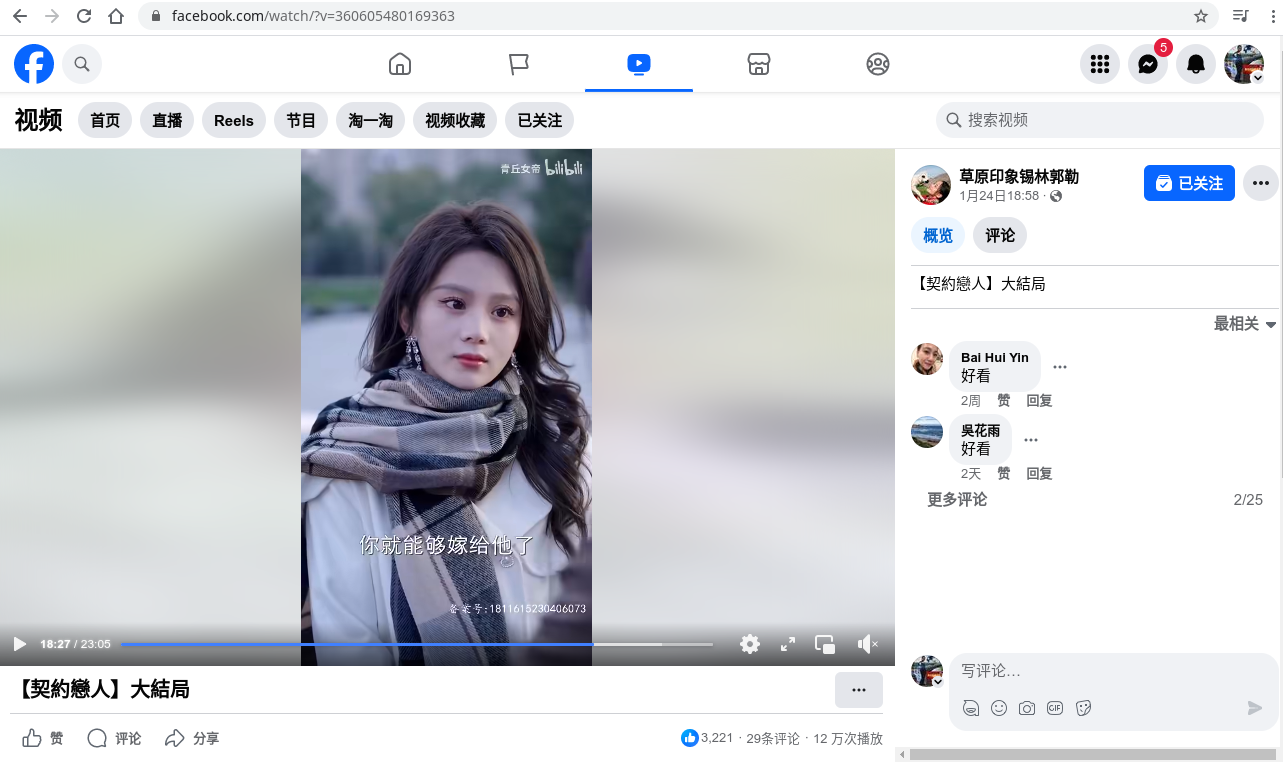 facebook.com/watch/?v=360605480169363
5
视频
首页
直播
Reels
节目
淘一淘
视频收藏
已关注
搜索视频
青丘女帝 bilibili
你就能够嫁给他了
备案号:1811615230406073
18:27 / 23:05
【契約戀人】大結局
赞
评论
分享
3,221 · 29条评论 · 12 万次播放
草原印象锡林郭勒
1月24日18:58 ·
已关注
概览
评论
【契約戀人】大結局
最相关
Bai Hui Yin
好看
2周 赞 回复
吳花雨
好看
2天 赞 回复
更多评论 2/25
写评论…
GIF